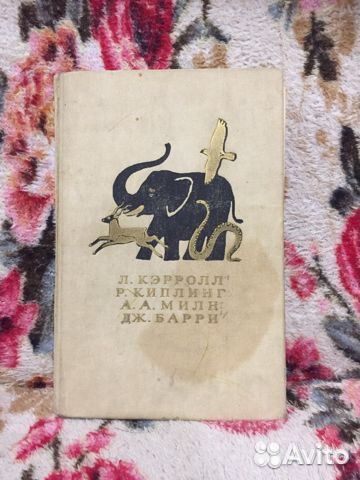 Л. КЭРРОЛЛ
Р. КИПЛИНГ
А. А. МИЛН
ДЖ. БАРРИ
Avito